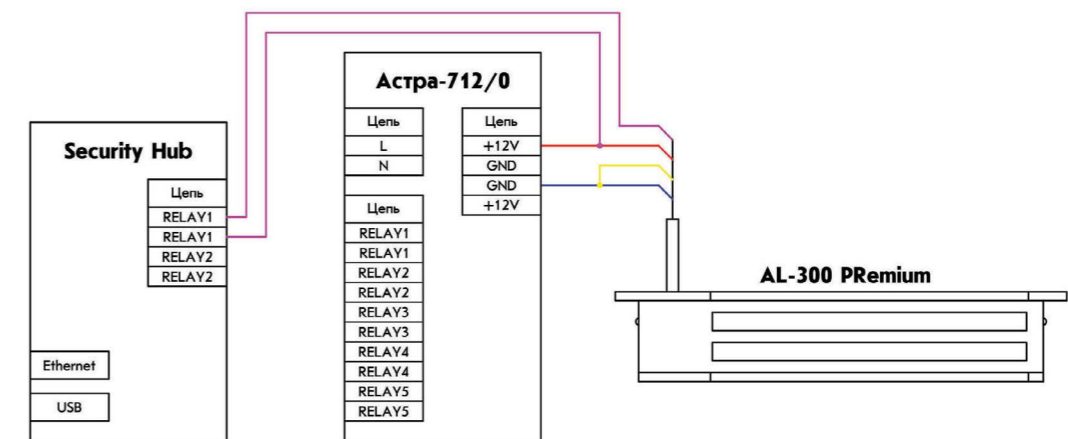 Security Hub
Цепь
RELAY1
RELAY1
RELAY2
RELAY2
Ethernet
USB
Астра-712/0
Цепь
L
N
Цепь
+12V
GND
GND
+12V
Цепь
RELAY1
RELAY1
RELAY2
RELAY2
RELAY3
RELAY3
RELAY4
RELAY4
RELAY5
RELAY5
AL-300 PRemium